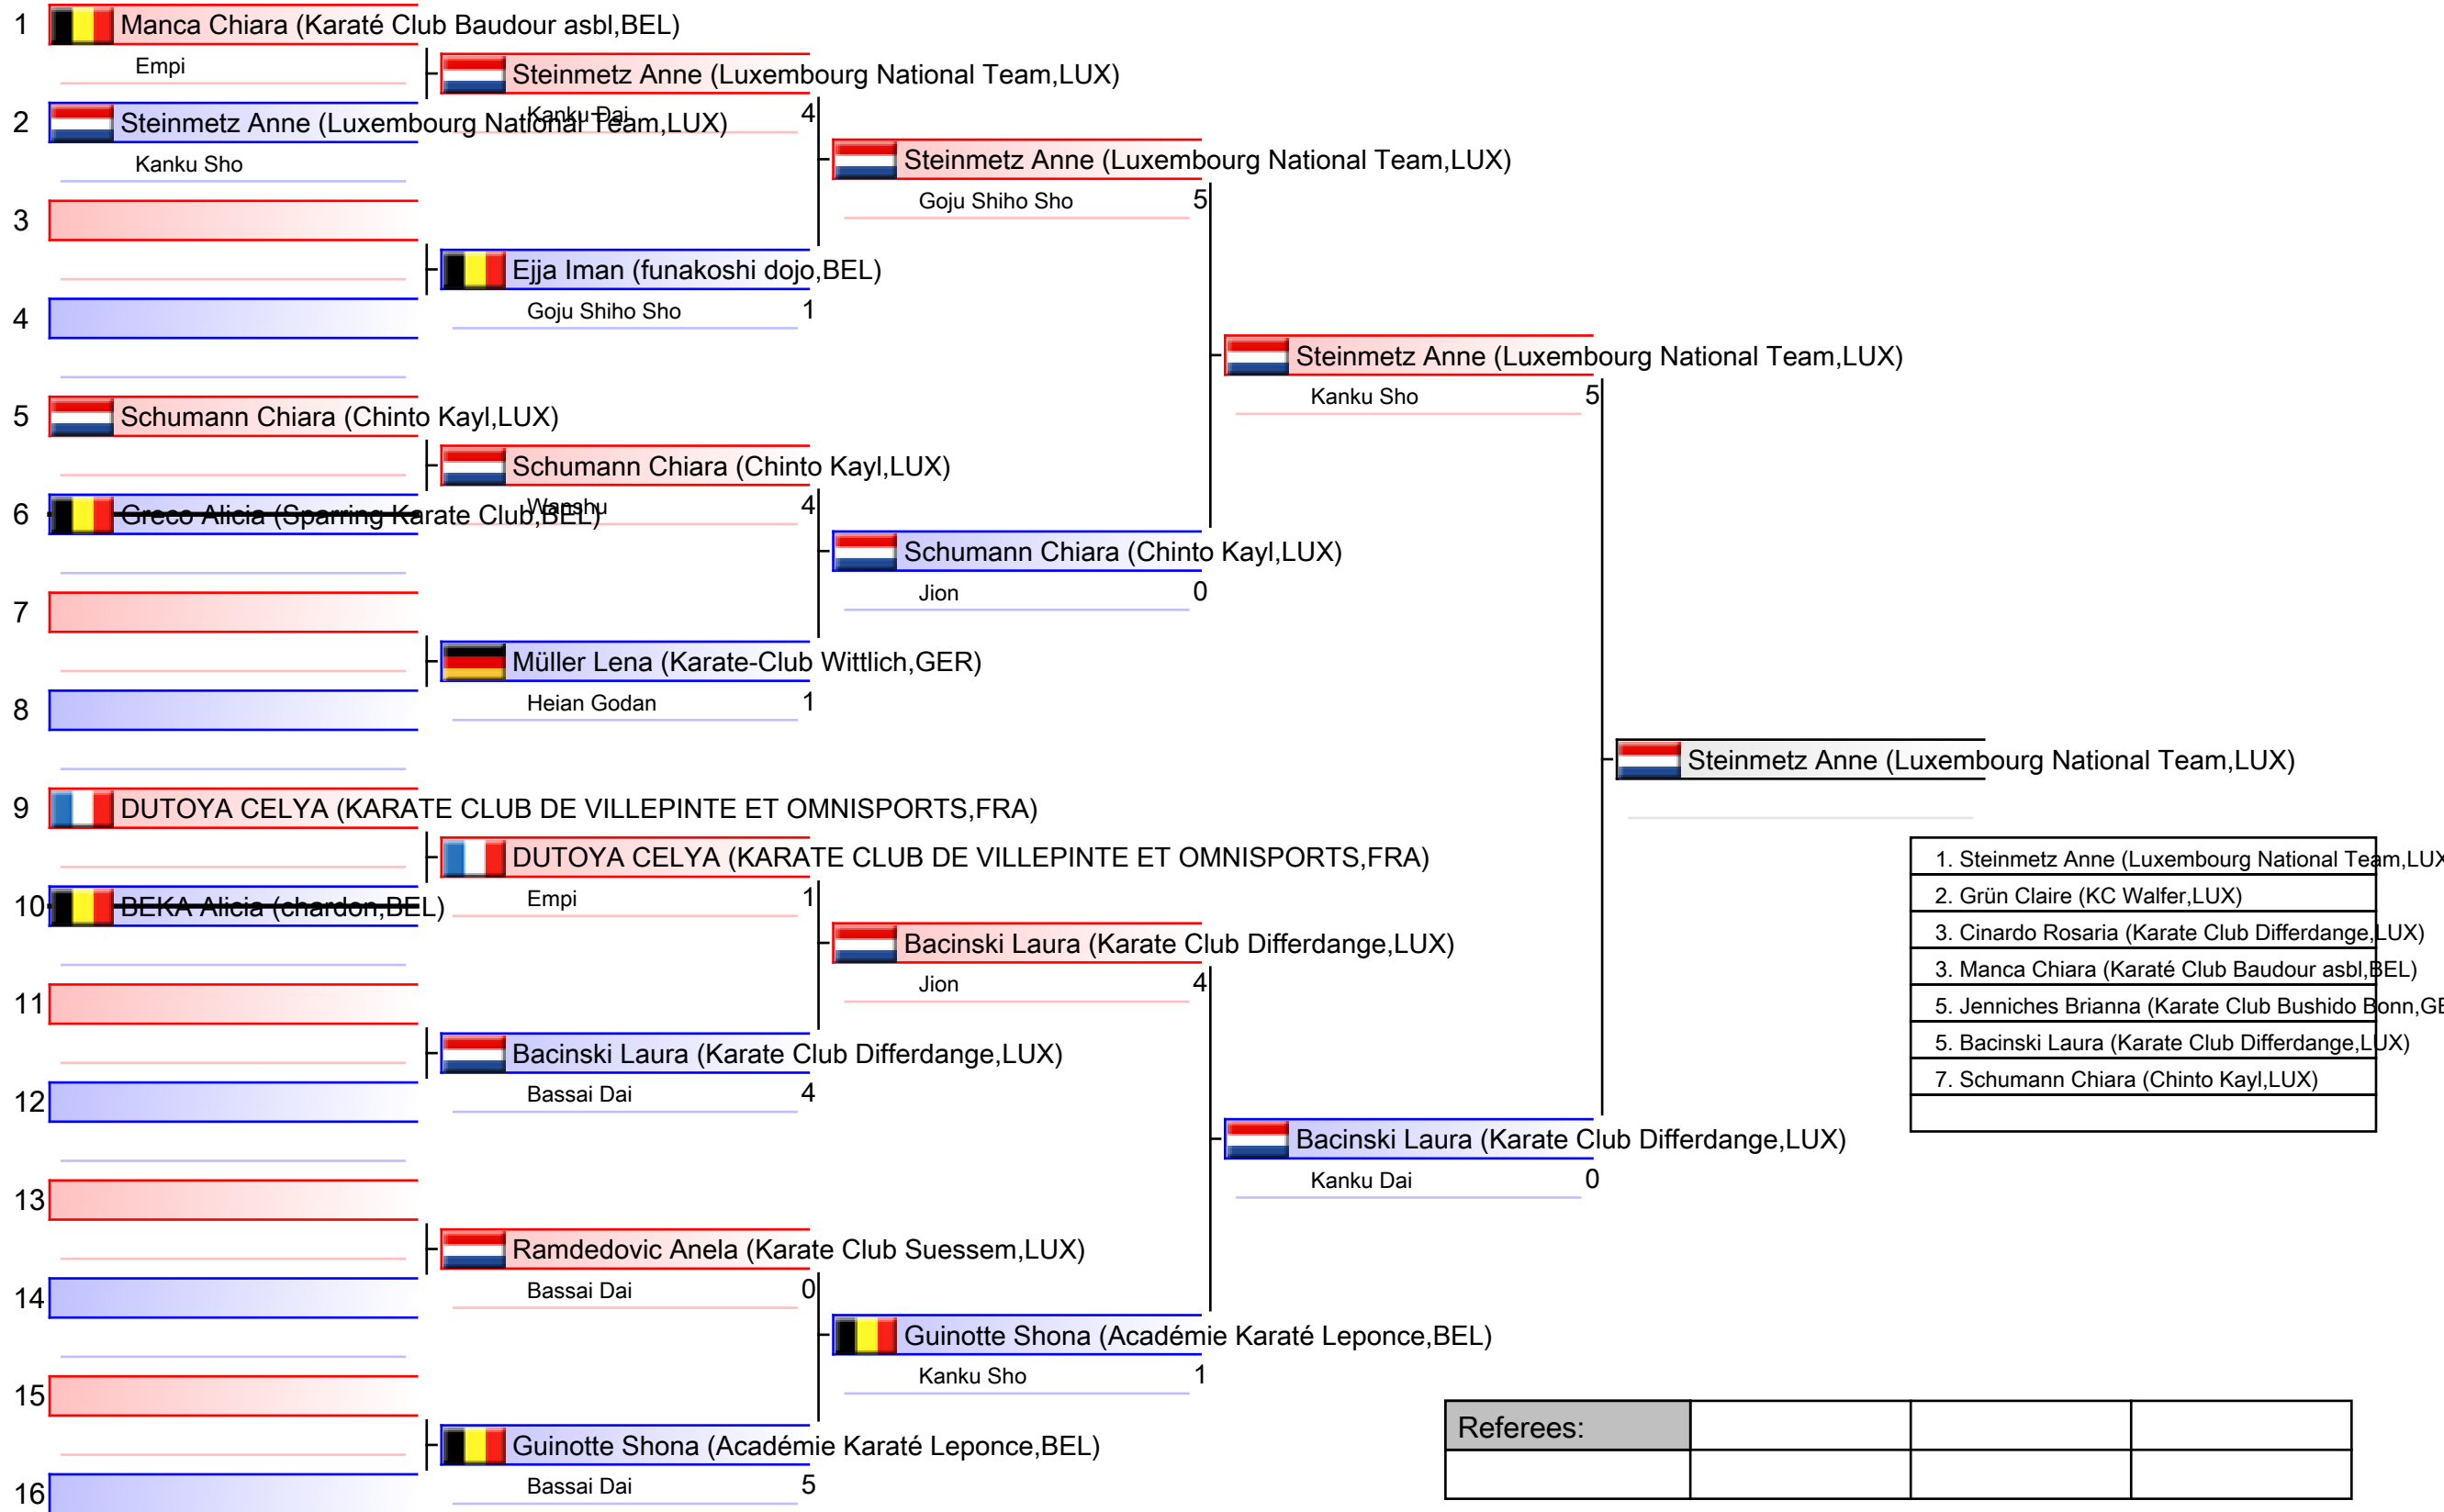 1 Manca Chiara (Karaté Club Baudour asbl,BEL)
Empi
Steinmetz Anne (Luxembourg National Team,LUX)
Kanku Dai 4
2 Steinmetz Anne (Luxembourg National Team,LUX)
Kanku Sho
Steinmetz Anne (Luxembourg National Team,LUX)
Goju Shiho Sho 5
3
Ejja Iman (funakoshi dojo,BEL)
Goju Shiho Sho 1
4
Steinmetz Anne (Luxembourg National Team,LUX)
Kanku Sho 5
5 Schumann Chiara (Chinto Kayl,LUX)
Schumann Chiara (Chinto Kayl,LUX)
Wanshu 4
6 Greco Alicia (Sparring Karate Club,BEL)
Schumann Chiara (Chinto Kayl,LUX)
Jion 0
7
Müller Lena (Karate-Club Wittlich,GER)
Heian Godan 1
8
Steinmetz Anne (Luxembourg National Team,LUX)
9 DUTOYA CELYA (KARATE CLUB DE VILLEPINTE ET OMNISPORTS,FRA)
DUTOYA CELYA (KARATE CLUB DE VILLEPINTE ET OMNISPORTS,FRA)
Empi 1
10 BEKA Alicia (chardon,BEL)
Bacinski Laura (Karate Club Differdange,LUX)
Jion 4
11
Bacinski Laura (Karate Club Differdange,LUX)
Bassai Dai 4
12
Bacinski Laura (Karate Club Differdange,LUX)
Kanku Dai 0
13
Ramdedovic Anela (Karate Club Suessem,LUX)
Bassai Dai 0
14
Guinotte Shona (Académie Karaté Leponce,BEL)
Kanku Sho 1
15
Guinotte Shona (Académie Karaté Leponce,BEL)
Bassai Dai 5
16
1. Steinmetz Anne (Luxembourg National Team,LUX
2. Grün Claire (KC Walfer,LUX)
3. Cinardo Rosaria (Karate Club Differdange,LUX)
3. Manca Chiara (Karaté Club Baudour asbl,BEL)
5. Jenniches Brianna (Karate Club Bushido Bonn,GE
5. Bacinski Laura (Karate Club Differdange,LUX)
7. Schumann Chiara (Chinto Kayl,LUX)
Referees: